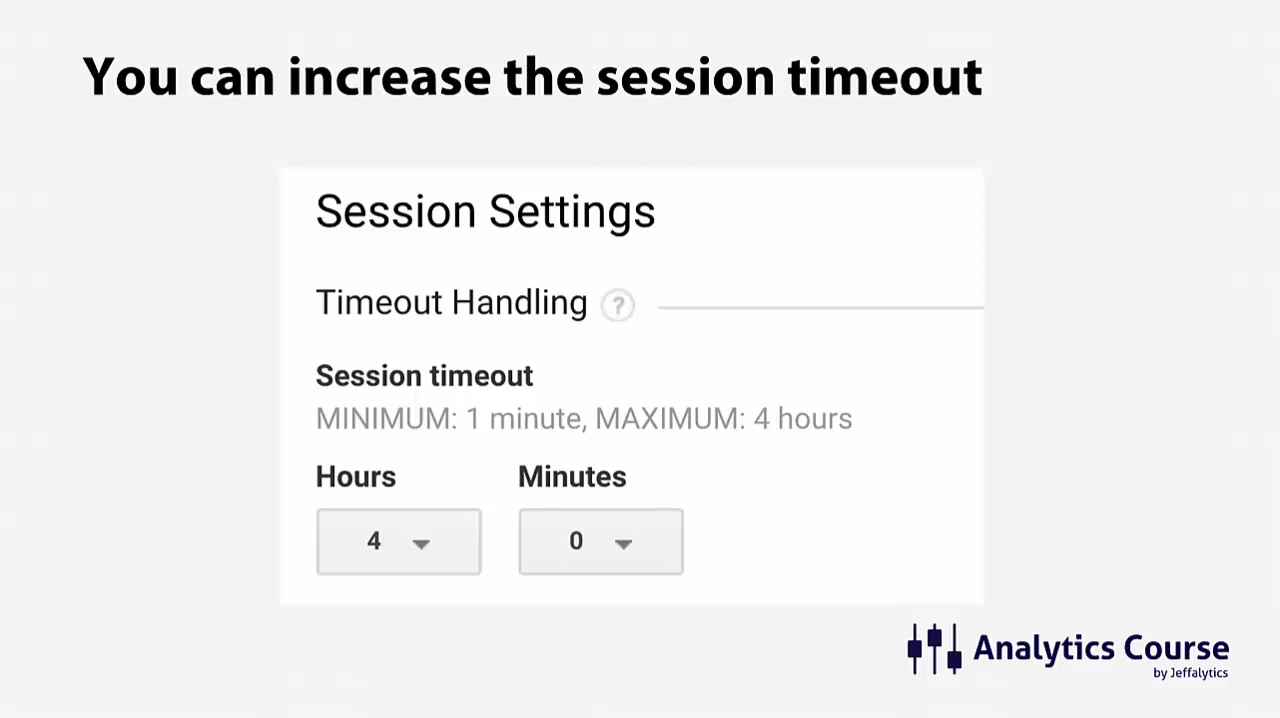 You can increase the session timeout
Session Settings
Timeout Handling ?
Session timeout
MINIMUM: 1 minute, MAXIMUM: 4 hours
Hours Minutes
4 0
Analytics Course
by Jeffalytics